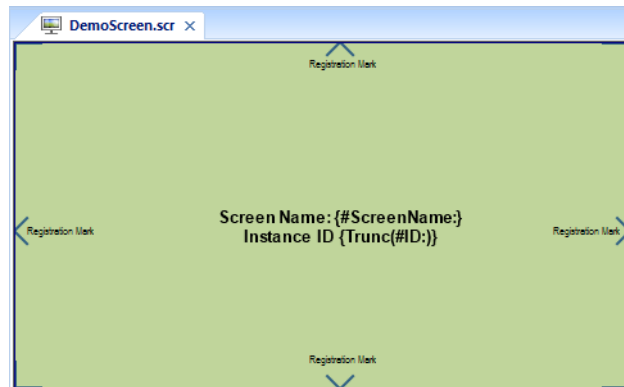 DemoScreen.scr
Registration Mark
Screen Name: {#ScreenName:}
Instance ID {Trunc(#ID:)}
Registration Mark
Registration Mark
Registration Mark